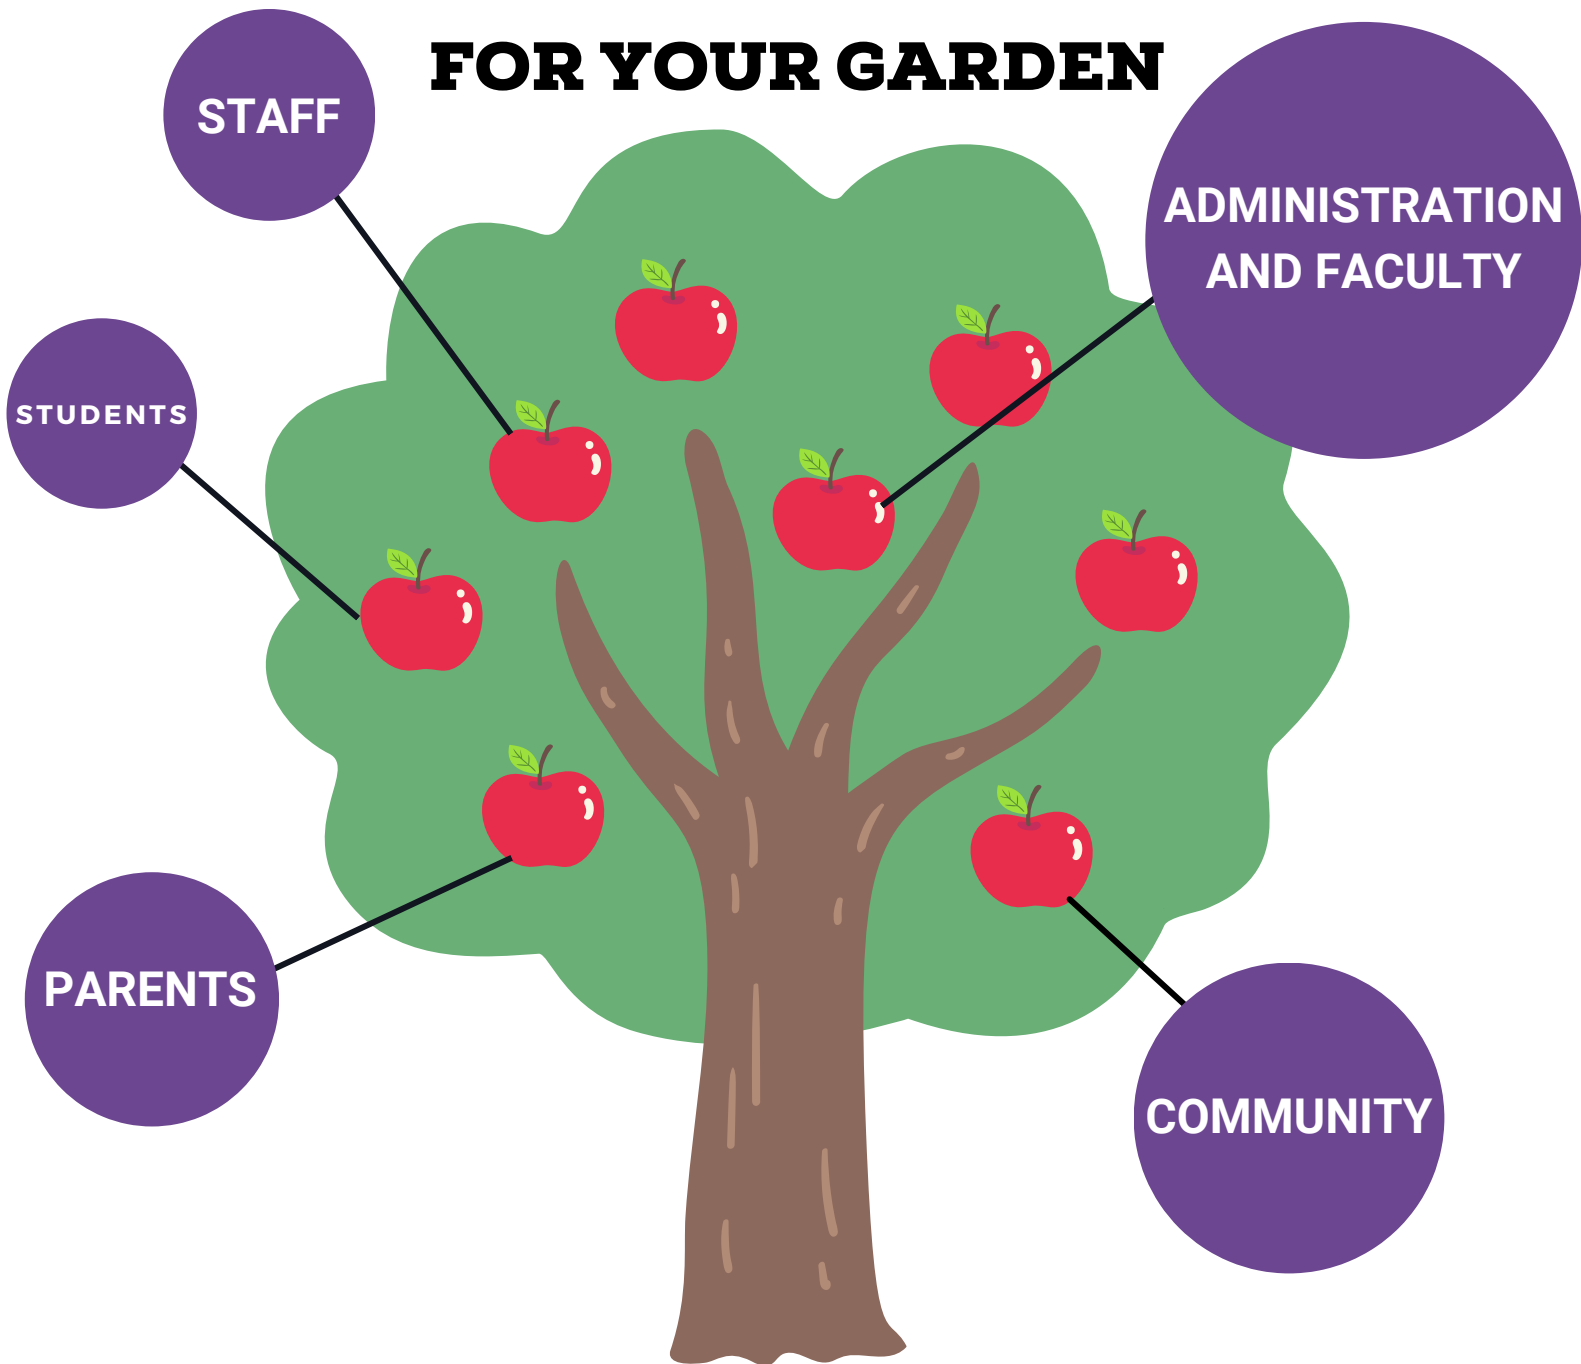 FOR YOUR GARDEN
STAFF
ADMINISTRATION
AND FACULTY
STUDENTS
PARENTS
COMMUNITY